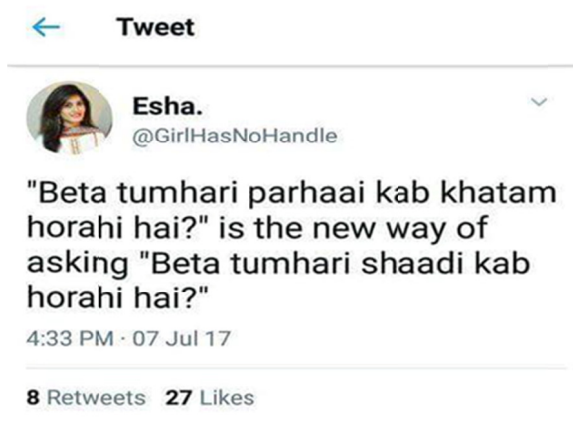 Tweet
Esha.
@GirlHasNoHandle
"Beta tumhari parhaai kab khatam
horahi hai?" is the new way of
asking "Beta tumhari shaadi kab
horahi hai?"
4:33 PM · 07 Jul 17
8 Retweets 27 Likes